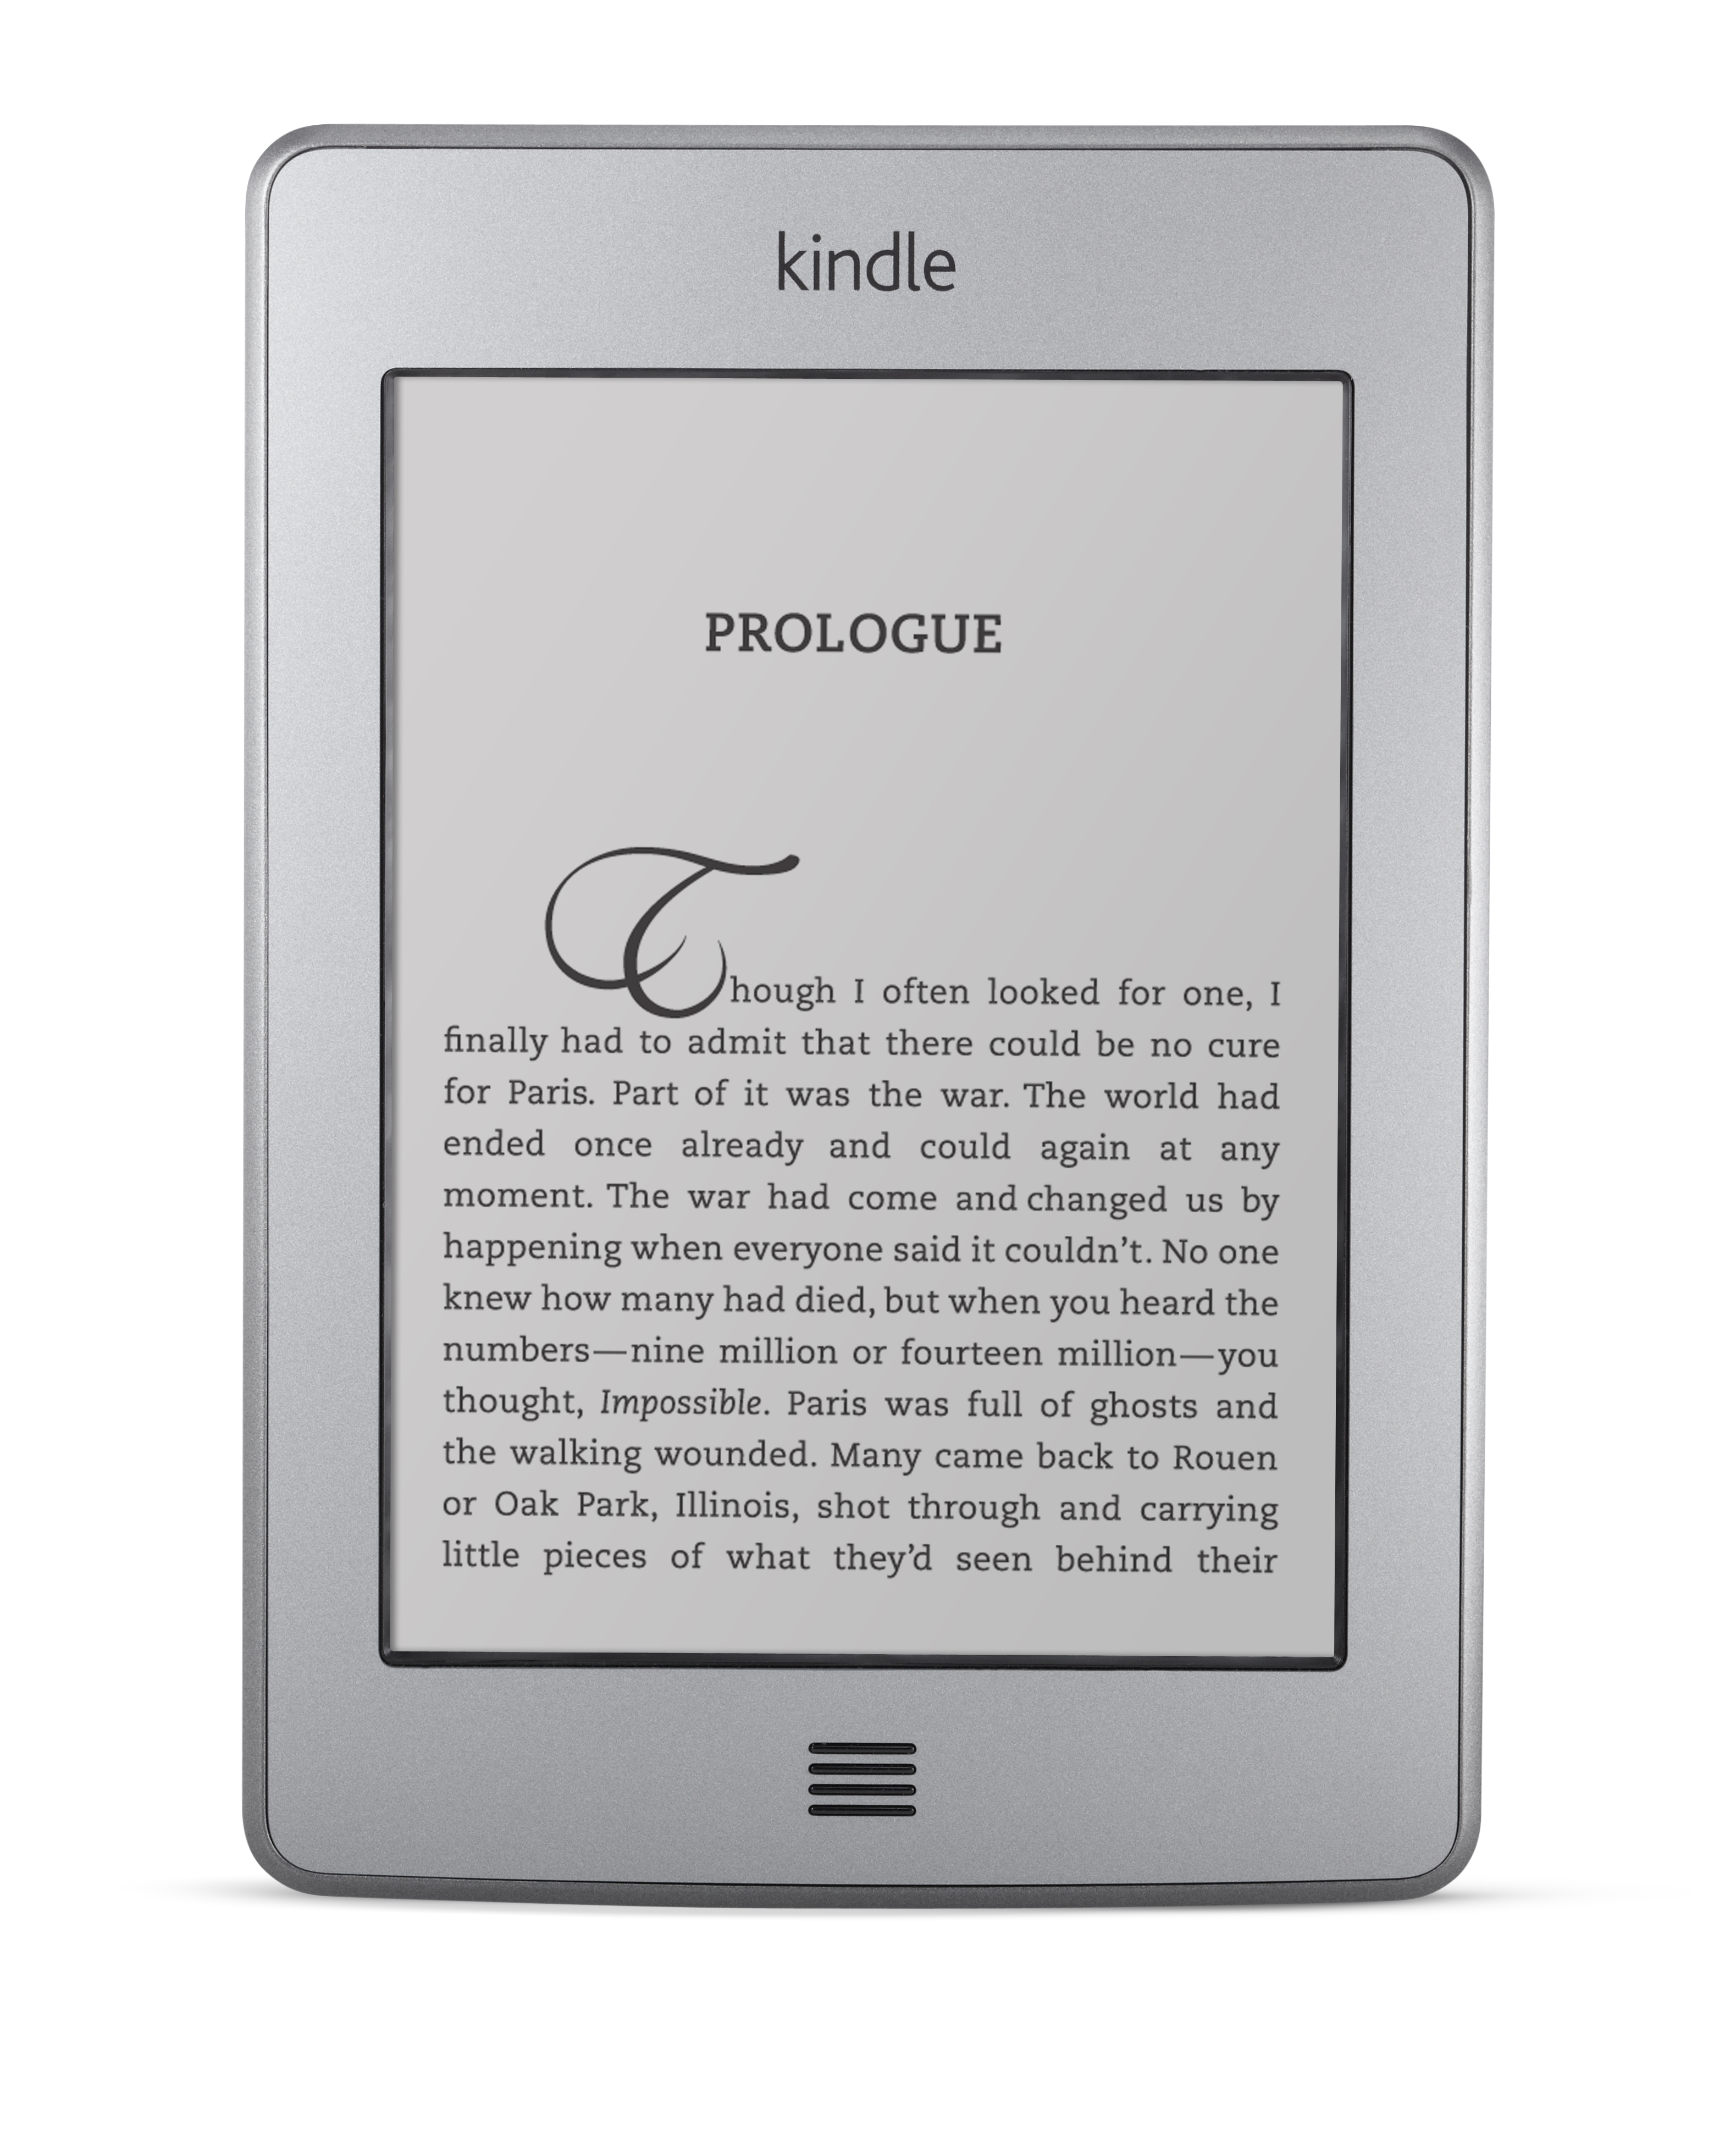 kindle
PROLOGUE
Though I often looked for one, I
finally had to admit that there could be no cure
for Paris. Part of it was the war. The world had
ended once already and could again at any
moment. The war had come and changed us by
happening when everyone said it couldn’t. No one
knew how many had died, but when you heard the
numbers—nine million or fourteen million—you
thought, Impossible. Paris was full of ghosts and
the walking wounded. Many came back to Rouen
or Oak Park, Illinois, shot through and carrying
little pieces of what they’d seen behind their